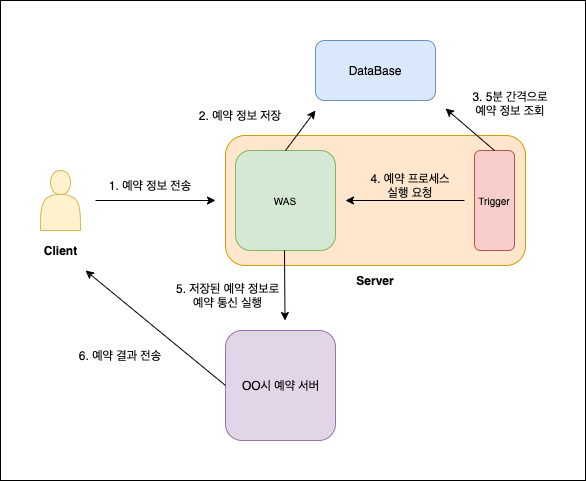 DataBase
3. 5분 간격으로
예약 정보 조회
2. 예약 정보 저장
1. 예약 정보 전송
WAS
4. 예약 프로세스
실행 요청
Trigger
Client
Server
5. 저장된 예약 정보로
예약 통신 실행
6. 예약 결과 전송
OO시 예약 서버